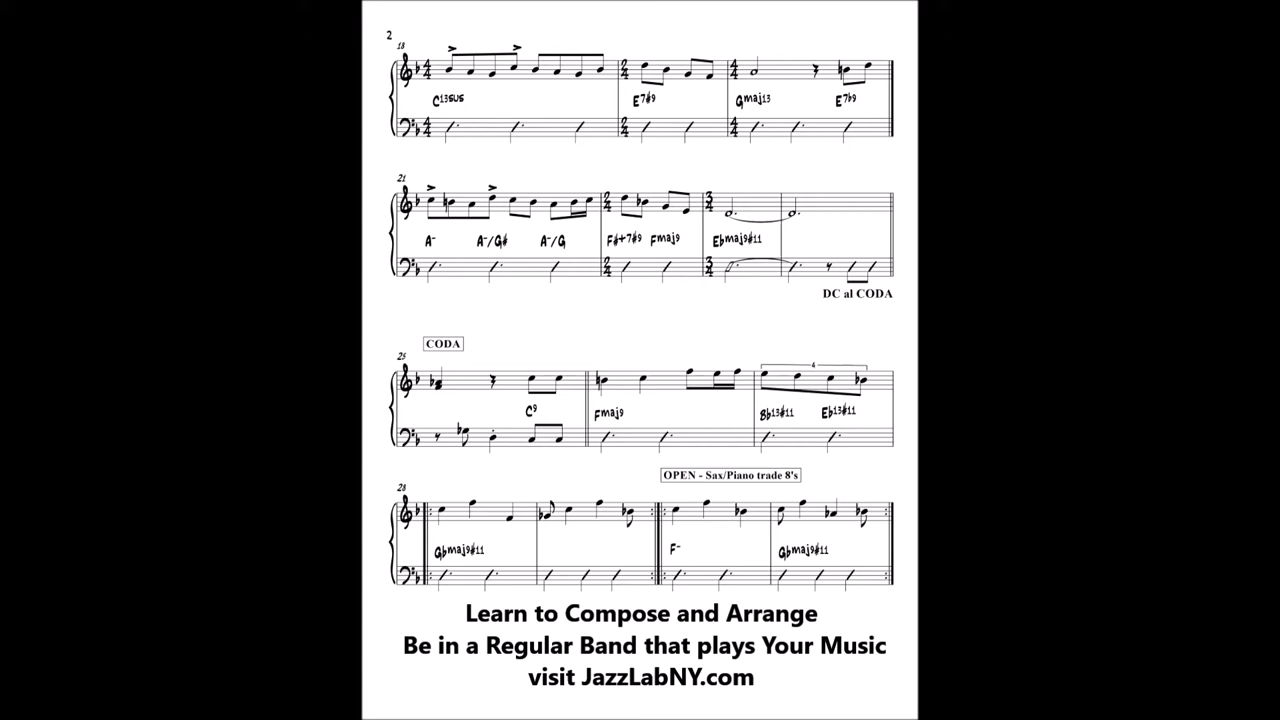 2
18
C13sus E7#9 Gmaj13 E7b9
21
A- A-/G# A-/G F#+7#9 Fmaj9 Ebmaj9#11
DC al CODA
CODA
25
4
C9 Fmaj9 Bb13#11 Eb13#11
OPEN - Sax/Piano trade 8's
28
Gbmaj9#11 F- Gbmaj9#11
Learn to Compose and Arrange
Be in a Regular Band that plays Your Music
visit JazzLabNY.com